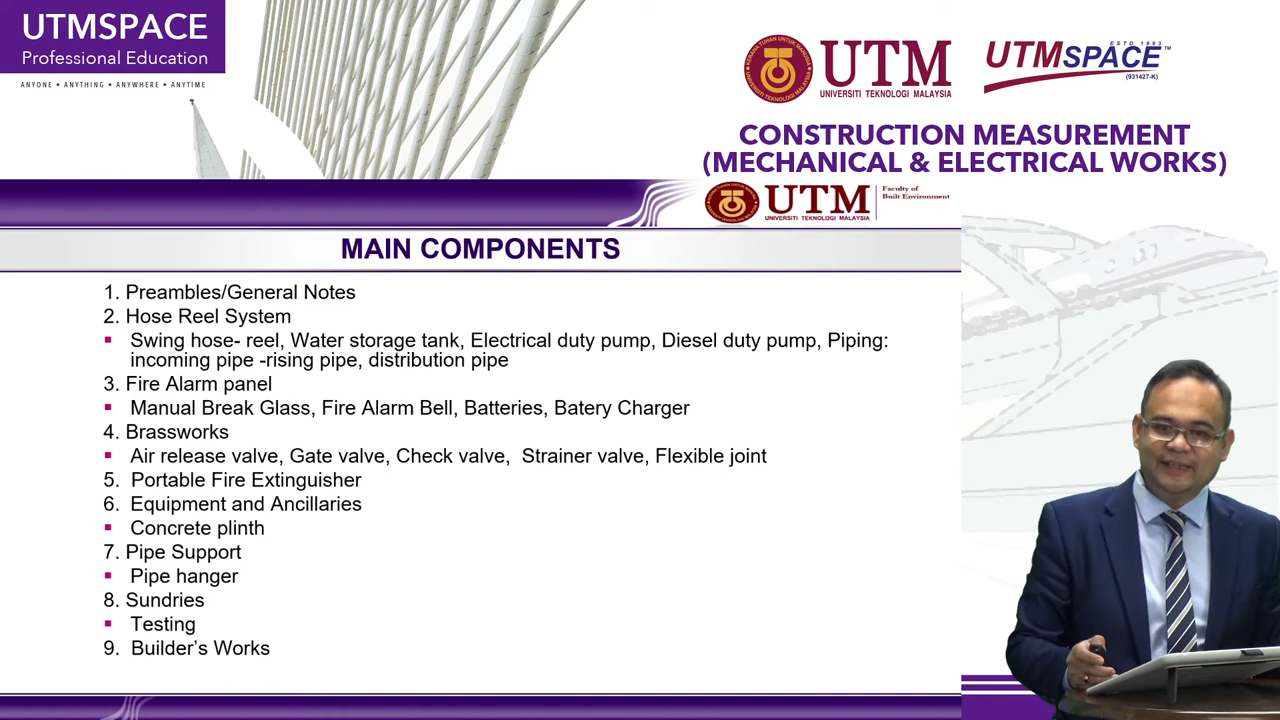 UTMSPACE
Professional Education
ANYONE • ANYTHING • ANYWHERE • ANYTIME
UTM
UNIVERSITI TEKNOLOGI MALAYSIA
ESTD 1993
UTMSPACE™
(931427-K)
CONSTRUCTION MEASUREMENT
(MECHANICAL & ELECTRICAL WORKS)
UTM
UNIVERSITI TEKNOLOGI MALAYSIA
Faculty of
Built Environment
MAIN COMPONENTS
1. Preambles/General Notes
2. Hose Reel System
▪ Swing hose- reel, Water storage tank, Electrical duty pump, Diesel duty pump, Piping:
incoming pipe -rising pipe, distribution pipe
3. Fire Alarm panel
▪ Manual Break Glass, Fire Alarm Bell, Batteries, Batery Charger
4. Brassworks
▪ Air release valve, Gate valve, Check valve, Strainer valve, Flexible joint
5. Portable Fire Extinguisher
6. Equipment and Ancillaries
▪ Concrete plinth
7. Pipe Support
▪ Pipe hanger
8. Sundries
▪ Testing
9. Builder's Works